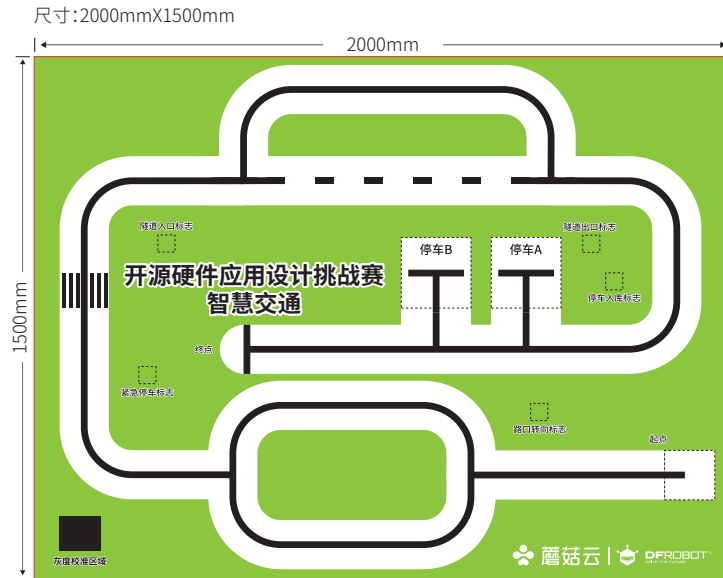 尺寸:2000mmX1500mm
2000mm
1500mm
隧道入口标志
隧道出口标志
停车B
停车A
开源硬件应用设计挑战赛
智慧交通
停车入库标志
终点
紧急停车标志
路口转向标志
起点
灰度校准区域
蘑菇云
DFROBOT